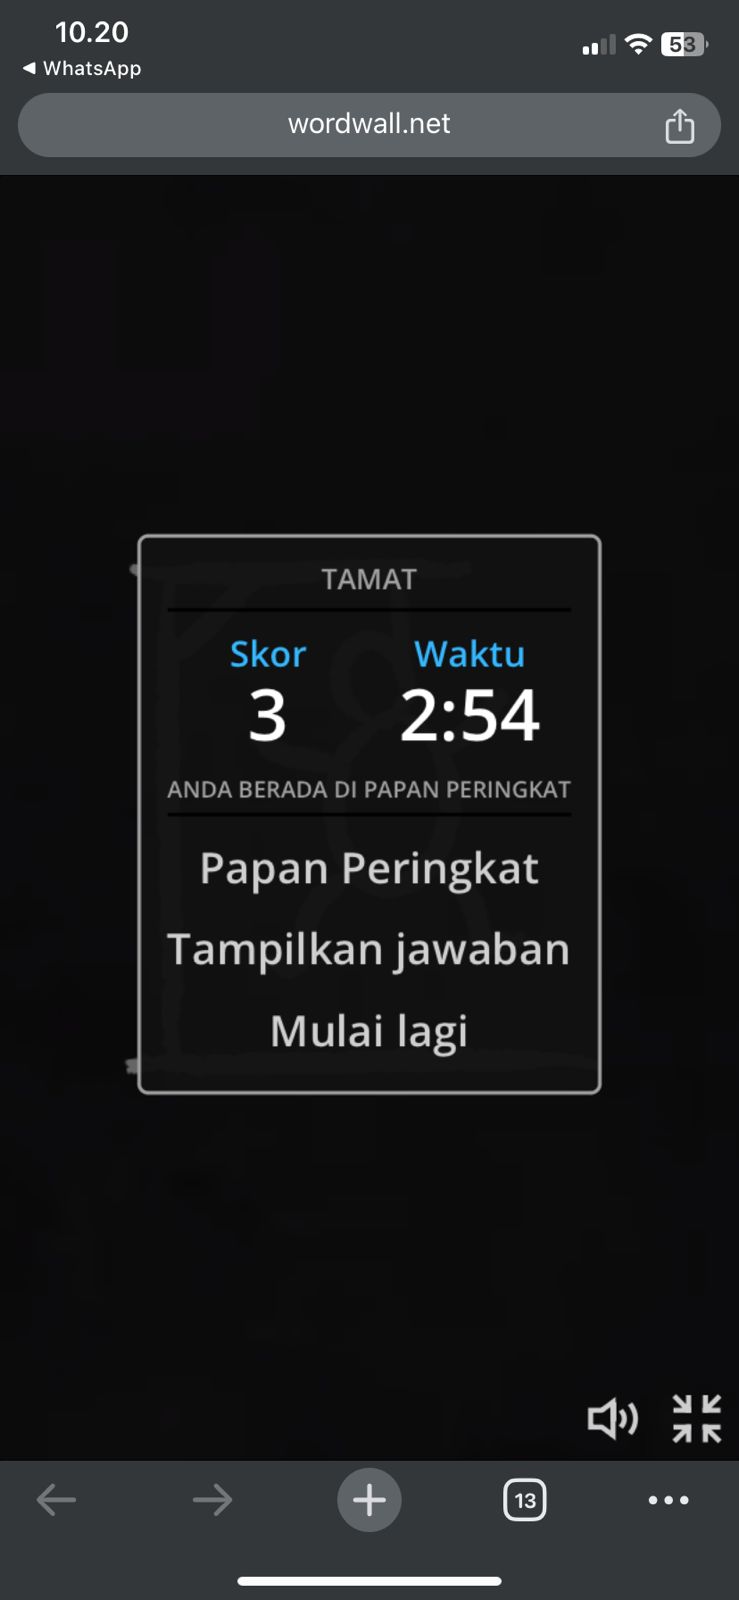 10.20
53
◀ WhatsApp
wordwall.net
TAMAT
Skor Waktu
3 2:54
ANDA BERADA DI PAPAN PERINGKAT
Papan Peringkat
Tampilkan jawaban
Mulai lagi
13